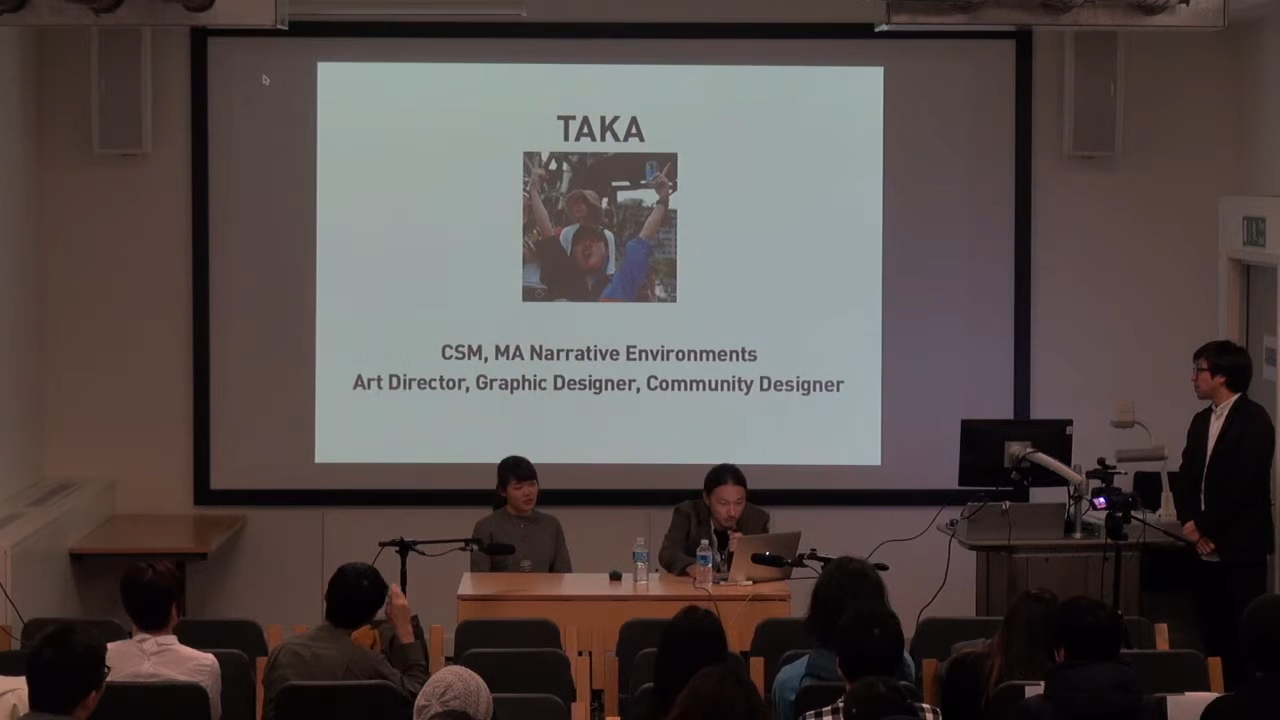 TAKA
CSM, MA Narrative Environments
Art Director, Graphic Designer, Community Designer